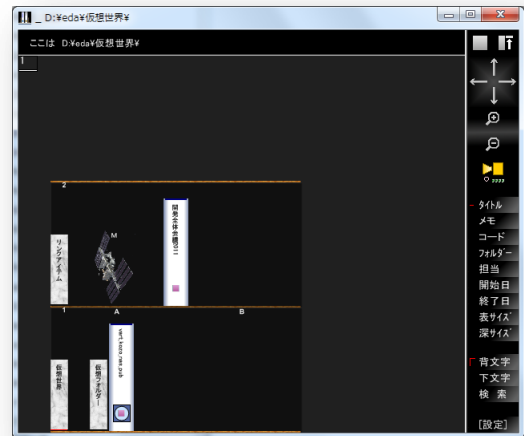 _ D:¥eda¥仮想世界¥
ここは D:¥eda¥仮想世界¥
1
2
リンクアイテム
M
開発全体会議0211
1
A
B
仮想世界
仮想フォルダー
タイトル
メモ
コード
フォルダー
担当
開始日
終了日
表サイズ
深サイズ
背文字
下文字
検 索
[設定]